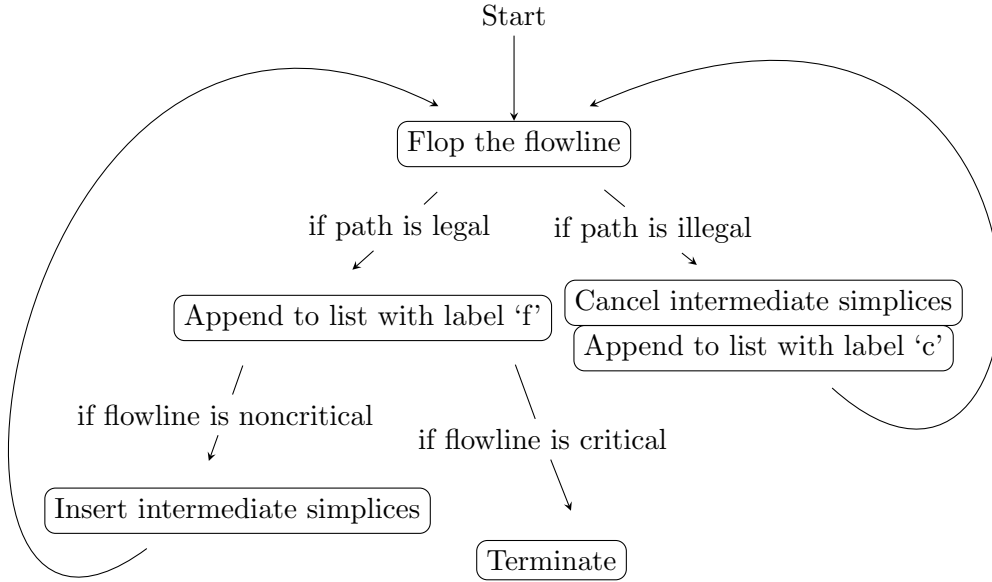 Start
Flop the flowline
if path is legal
if path is illegal
Append to list with label ‘f’
Cancel intermediate simplices
Append to list with label ‘c’
if flowline is noncritical
if flowline is critical
Insert intermediate simplices
Terminate